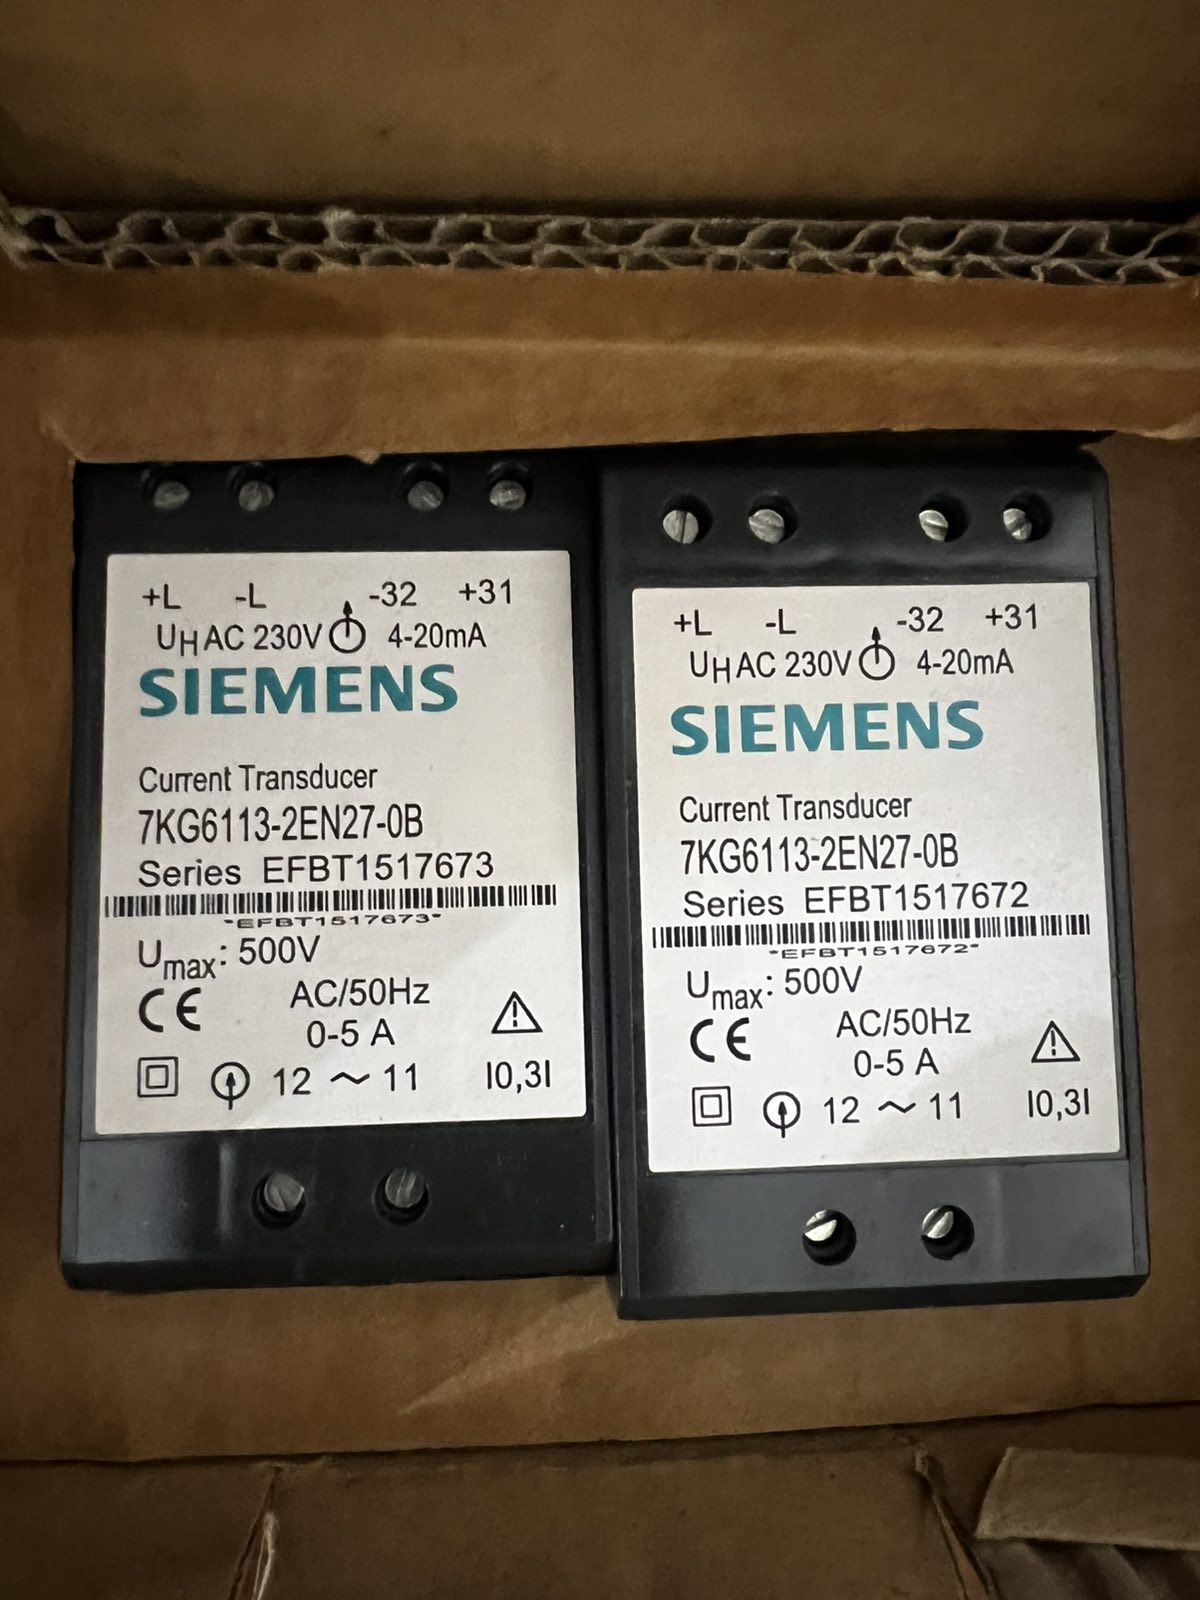 +L -L -32 +31
UH AC 230V 4-20mA
SIEMENS
Current Transducer
7KG6113-2EN27-0B
Series EFBT1517673
*EFBT1517673*
Umax: 500V
CE AC/50Hz
0-5 A
12 ~ 11 I0,3I
+L -L -32 +31
UH AC 230V 4-20mA
SIEMENS
Current Transducer
7KG6113-2EN27-0B
Series EFBT1517672
*EFBT1517672*
Umax: 500V
CE AC/50Hz
0-5 A
12 ~ 11 I0,3I